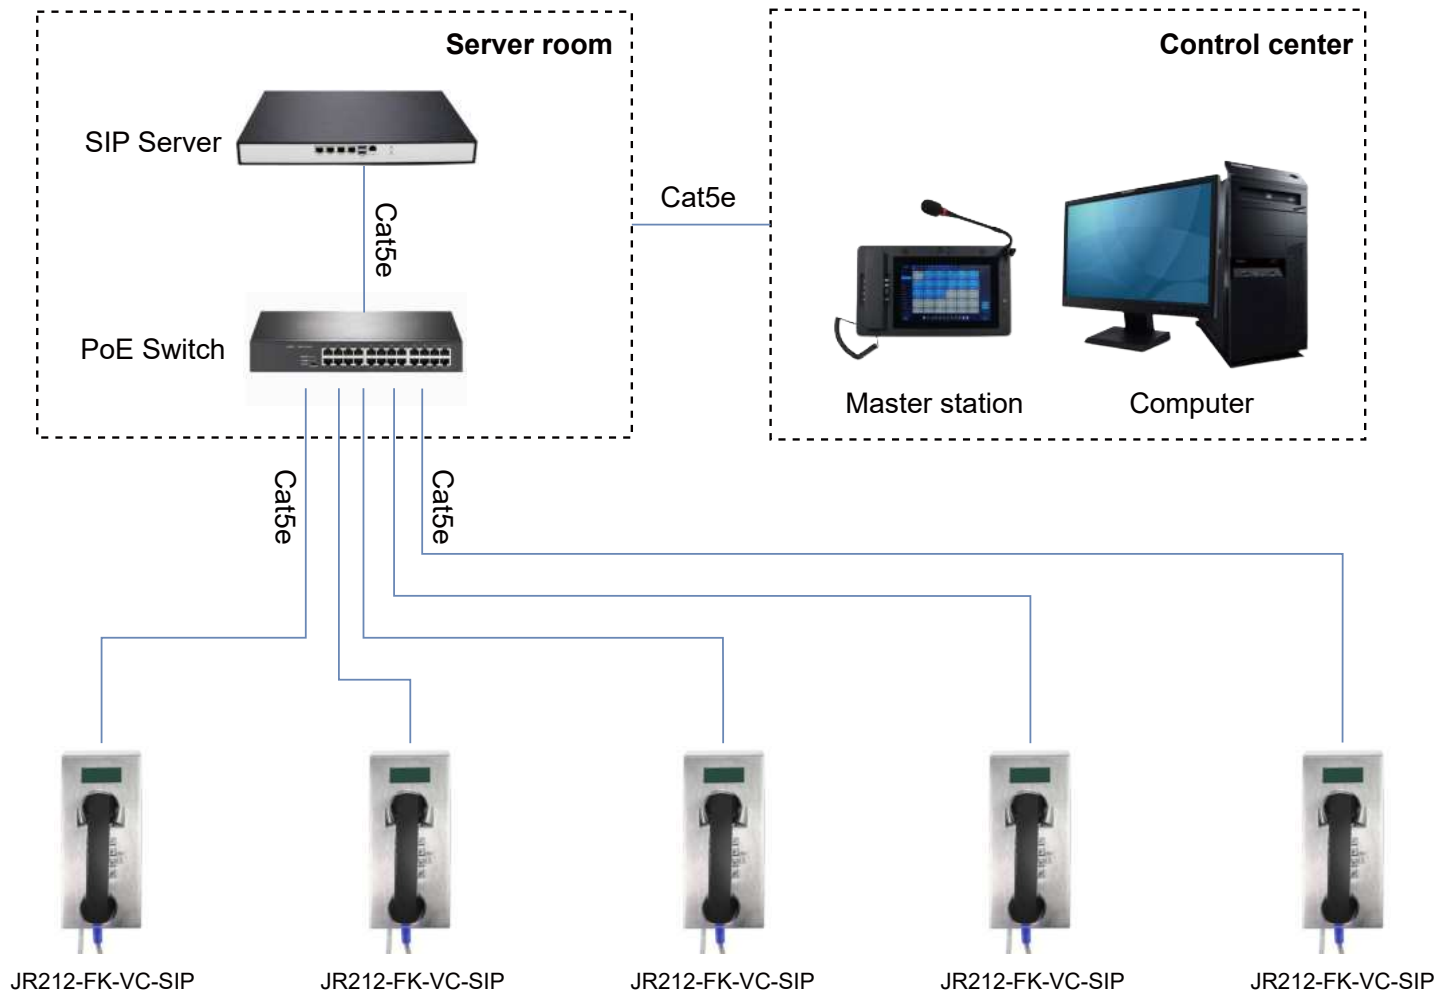 Server room
Control center
SIP Server
Cat5e
Cat5e
PoE Switch
Master station
Computer
Cat5e
Cat5e
JR212-FK-VC-SIP
JR212-FK-VC-SIP
JR212-FK-VC-SIP
JR212-FK-VC-SIP
JR212-FK-VC-SIP